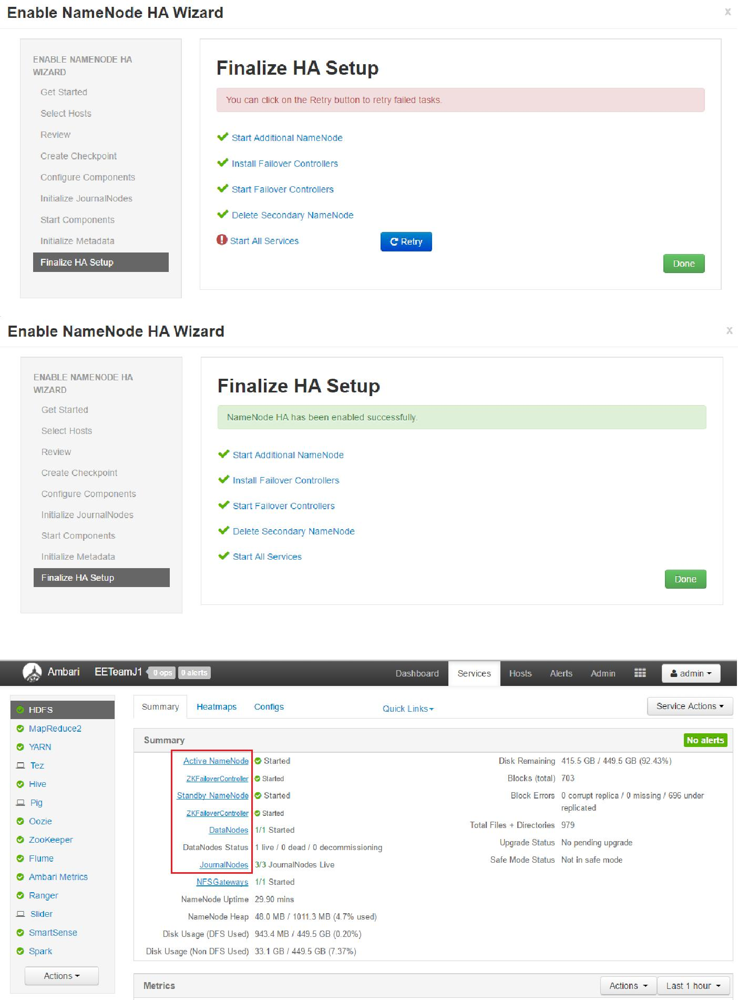 Enable NameNode HA Wizard
x
ENABLE NAMENODE HA
WIZARD
Get Started
Select Hosts
Review
Create Checkpoint
Configure Components
Initialize JournalNodes
Start Components
Initialize Metadata
Finalize HA Setup
Finalize HA Setup
You can click on the Retry button to retry failed tasks.
Start Additional NameNode
Install Failover Controllers
Start Failover Controllers
Delete Secondary NameNode
Start All Services
Retry
Done
Enable NameNode HA Wizard
x
ENABLE NAMENODE HA
WIZARD
Get Started
Select Hosts
Review
Create Checkpoint
Configure Components
Initialize JournalNodes
Start Components
Initialize Metadata
Finalize HA Setup
Finalize HA Setup
NameNode HA has been enabled successfully.
Start Additional NameNode
Install Failover Controllers
Start Failover Controllers
Delete Secondary NameNode
Start All Services
Done
Ambari EETeamJ1 0 ops 0 alerts Dashboard Services Hosts Alerts Admin admin
HDFS
MapReduce2
YARN
Tez
Hive
Pig
Oozie
ZooKeeper
Flume
Ambari Metrics
Ranger
Slider
SmartSense
Spark
Actions
Summary Heatmaps Configs Quick Links Service Actions
Summary No alerts
Active NameNode Started
ZKFailoverController Started
Standby NameNode Started
ZKFailoverController Started
DataNodes 1/1 Started
DataNodes Status 1 live / 0 dead / 0 decommissioning
JournalNodes 3/3 JournalNodes Live
NFSGateways 1/1 Started
NameNode Uptime 29.90 mins
NameNode Heap 48.0 MB / 1011.3 MB (4.7% used)
Disk Usage (DFS Used) 943.4 MB / 449.5 GB (0.20%)
Disk Usage (Non DFS Used) 33.1 GB / 449.5 GB (7.37%)
Disk Remaining 415.5 GB / 449.5 GB (92.43%)
Blocks (total) 703
Block Errors 0 corrupt replica / 0 missing / 696 under
replicated
Total Files + Directories 979
Upgrade Status No pending upgrade
Safe Mode Status Not in safe mode
Metrics Actions Last 1 hour